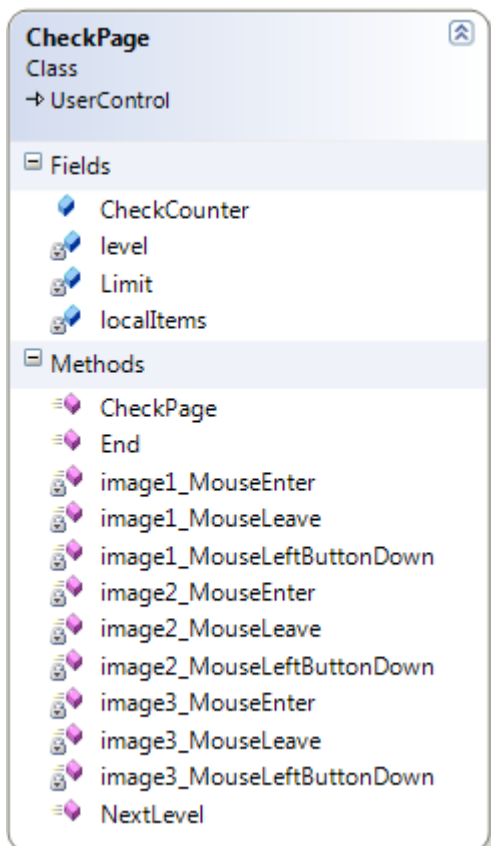 CheckPage
Class
UserControl
Fields
CheckCounter
level
Limit
localItems
Methods
CheckPage
End
image1_MouseEnter
image1_MouseLeave
image1_MouseLeftButtonDown
image2_MouseEnter
image2_MouseLeave
image2_MouseLeftButtonDown
image3_MouseEnter
image3_MouseLeave
image3_MouseLeftButtonDown
NextLevel